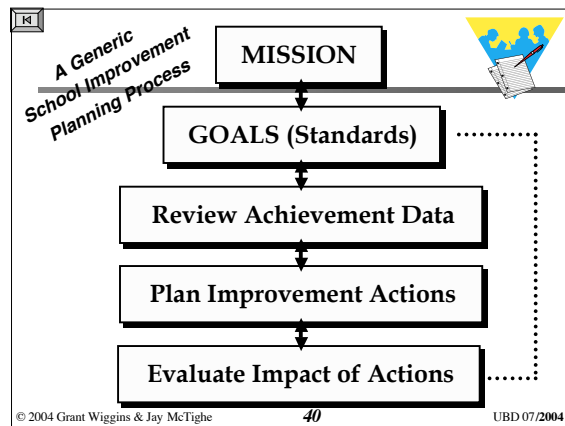 A Generic
School Improvement
Planning Process
MISSION
GOALS (Standards)
Review Achievement Data
Plan Improvement Actions
Evaluate Impact of Actions
© 2004 Grant Wiggins & Jay McTighe
40
UBD 07/2004